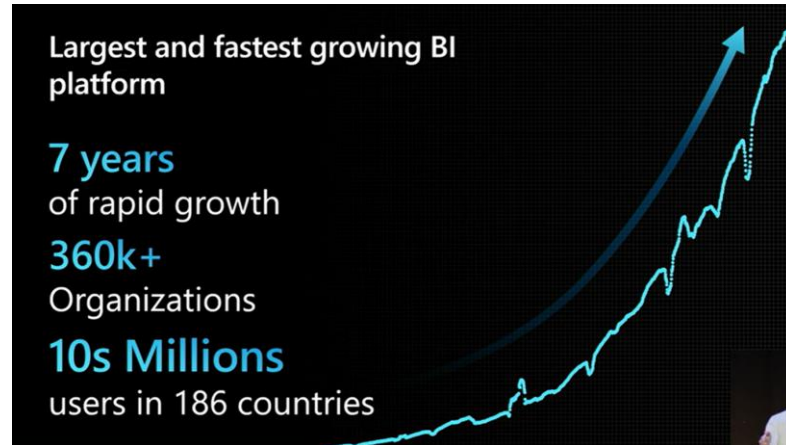 Largest and fastest growing BI
platform
7 years
of rapid growth
360k+
Organizations
10s Millions
users in 186 countries